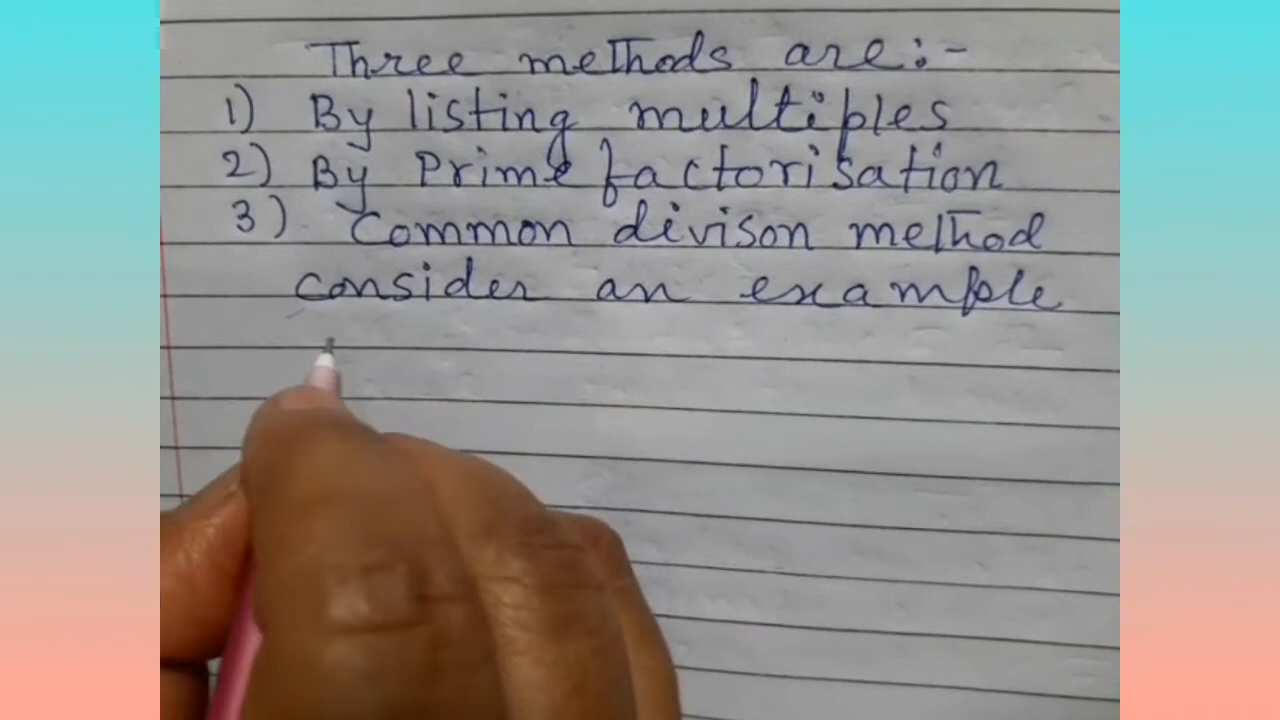 Three methods are:-
1) By listing multiples
2) By Prime factorisation
3) Common divison method
consider an example